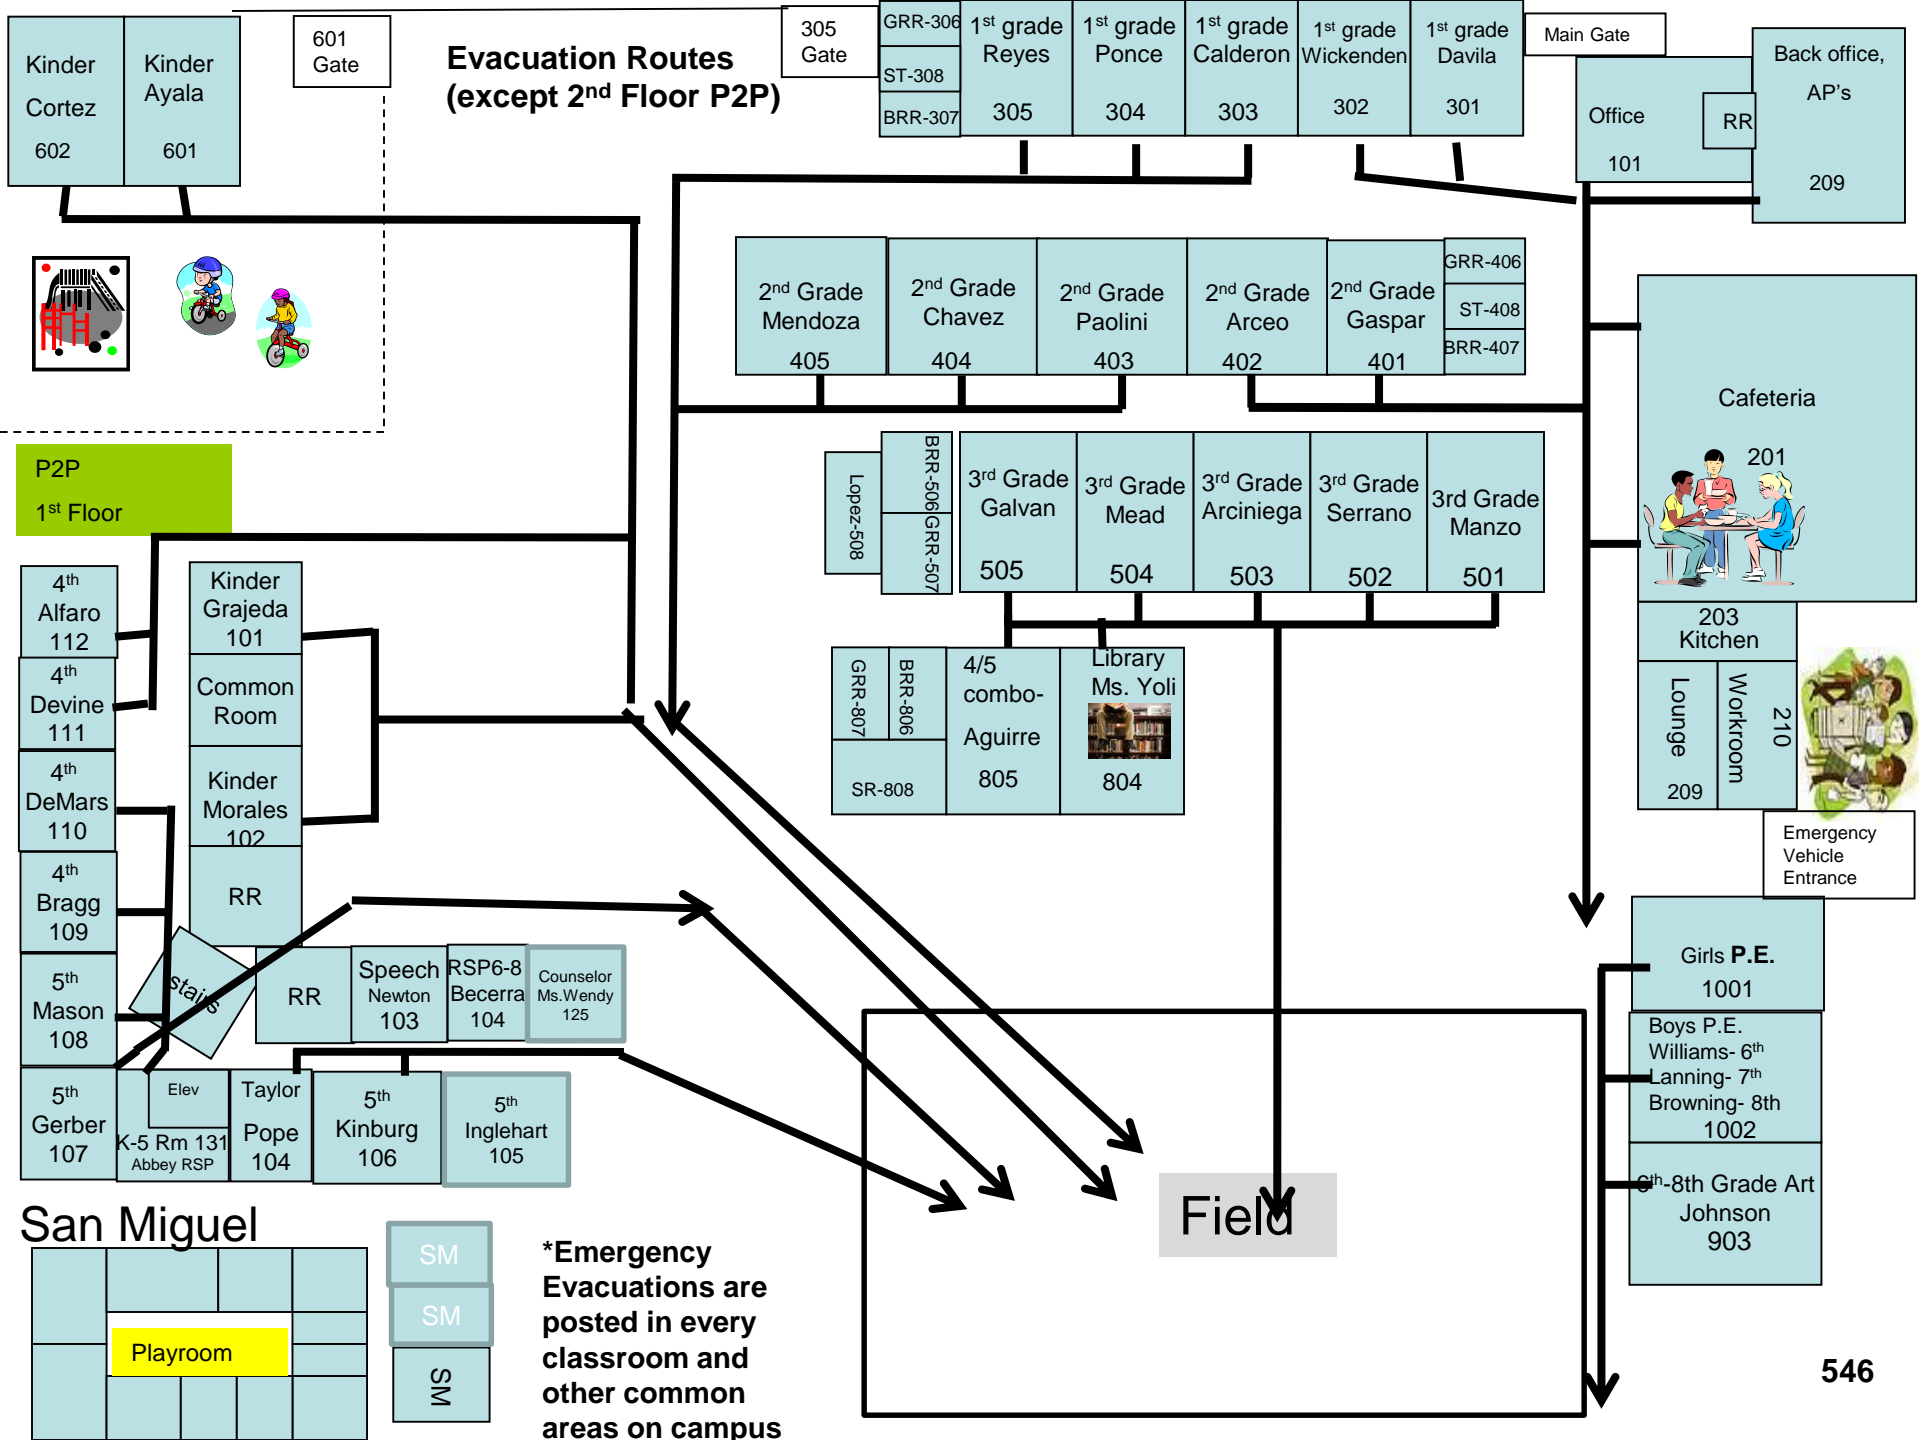 Kinder
Cortez
602
Kinder
Ayala
601
601
Gate
Evacuation Routes
(except 2nd Floor P2P)
305
Gate
GRR-306
ST-308
BRR-307
1st grade
Reyes
305
1st grade
Ponce
304
1st grade
Calderon
303
1st grade
Wickenden
302
1st grade
Davila
301
Main Gate
Office
101
RR
Back office,
AP's
209
2nd Grade
Mendoza
405
2nd Grade
Chavez
404
2nd Grade
Paolini
403
2nd Grade
Arceo
402
2nd Grade
Gaspar
401
GRR-406
ST-408
BRR-407
Cafeteria
201
P2P
1st Floor
Lopez-508
BRR-506
GRR-507
3rd Grade
Galvan
505
3rd Grade
Mead
504
3rd Grade
Arciniega
503
3rd Grade
Serrano
502
3rd Grade
Manzo
501
203
Kitchen
Lounge
209
Workroom
210
4th
Alfaro
112
4th
Devine
111
4th
DeMars
110
4th
Bragg
109
5th
Mason
108
5th
Gerber
107
Kinder
Grajeda
101
Common
Room
Kinder
Morales
102
RR
GRR-807
BRR-806
SR-808
4/5
combo-
Aguirre
805
Library
Ms. Yoli
804
Emergency
Vehicle
Entrance
stairs
RR
Speech
Newton
103
RSP6-8
Becerra
104
Counselor
Ms.Wendy
125
Elev
K-5 Rm 131
Abbey RSP
Taylor
Pope
104
5th
Kinburg
106
5th
Inglehart
105
Girls P.E.
1001
Boys P.E.
Williams- 6th
Lanning- 7th
Browning- 8th
1002
6th-8th Grade Art
Johnson
903
Field
San Miguel
Playroom
SM
SM
SM
*Emergency
Evacuations are
posted in every
classroom and
other common
areas on campus
546